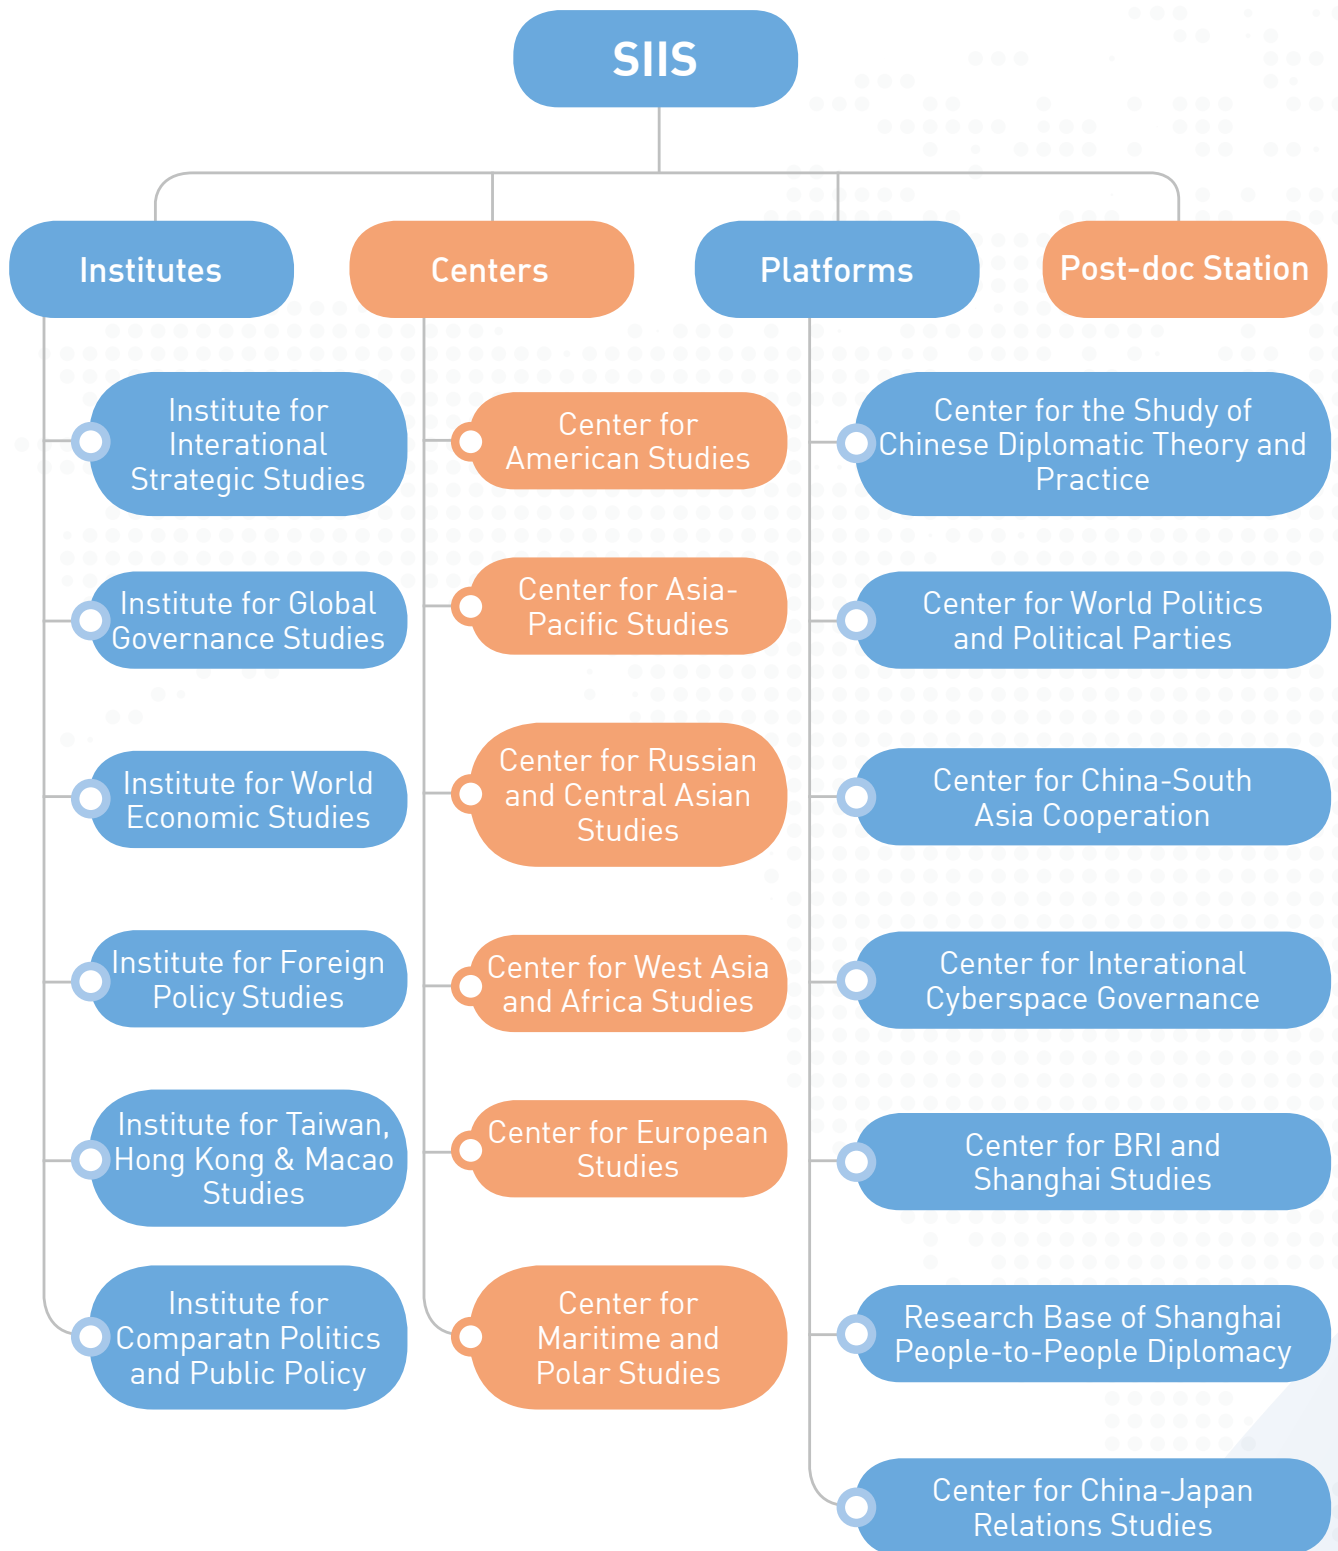 SIIS
Institutes
Centers
Platforms
Post-doc Station
Institute for
Interational
Strategic Studies
Institute for Global
Governance Studies
Institute for World
Economic Studies
Institute for Foreign
Policy Studies
Institute for Taiwan,
Hong Kong & Macao
Studies
Institute for
Comparatn Politics
and Public Policy
Center for
American Studies
Center for Asia-
Pacific Studies
Center for Russian
and Central Asian
Studies
Center for West Asia
and Africa Studies
Center for European
Studies
Center for
Maritime and
Polar Studies
Center for the Shudy of
Chinese Diplomatic Theory and
Practice
Center for World Politics
and Political Parties
Center for China-South
Asia Cooperation
Center for Interational
Cyberspace Governance
Center for BRI and
Shanghai Studies
Research Base of Shanghai
People-to-People Diplomacy
Center for China-Japan
Relations Studies